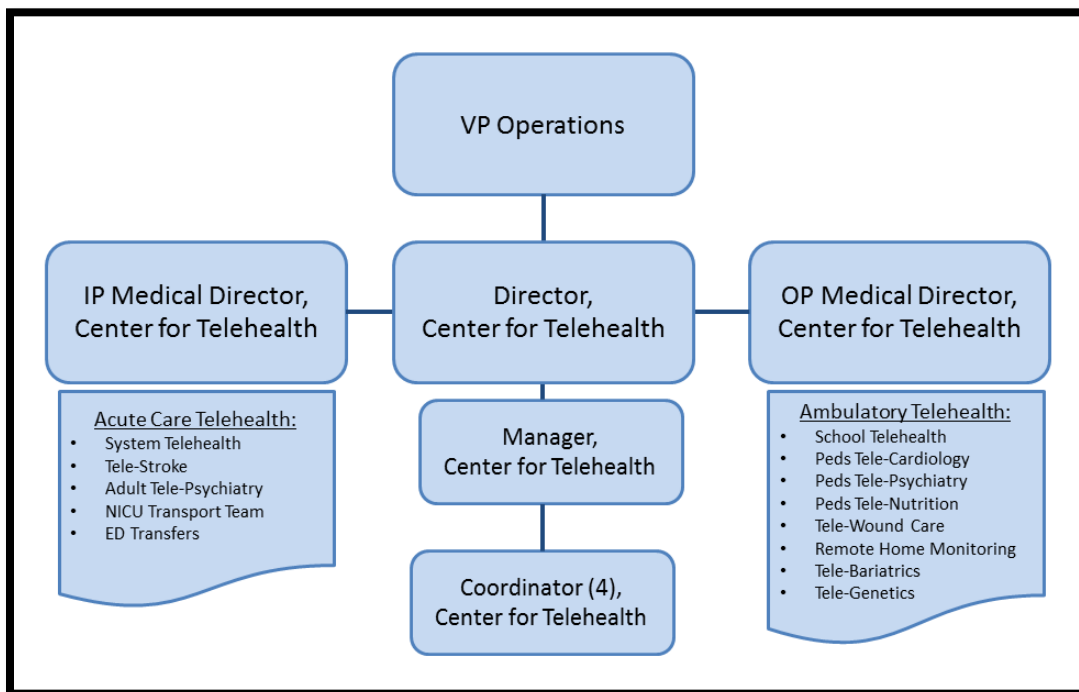 VP Operations
IP Medical Director,
Center for Telehealth
Director,
Center for Telehealth
OP Medical Director,
Center for Telehealth
Acute Care Telehealth:
• System Telehealth
• Tele-Stroke
• Adult Tele-Psychiatry
• NICU Transport Team
• ED Transfers
Manager,
Center for Telehealth
Ambulatory Telehealth:
• School Telehealth
• Peds Tele-Cardiology
• Peds Tele-Psychiatry
• Peds Tele-Nutrition
• Tele-Wound Care
• Remote Home Monitoring
• Tele-Bariatrics
• Tele-Genetics
Coordinator (4),
Center for Telehealth